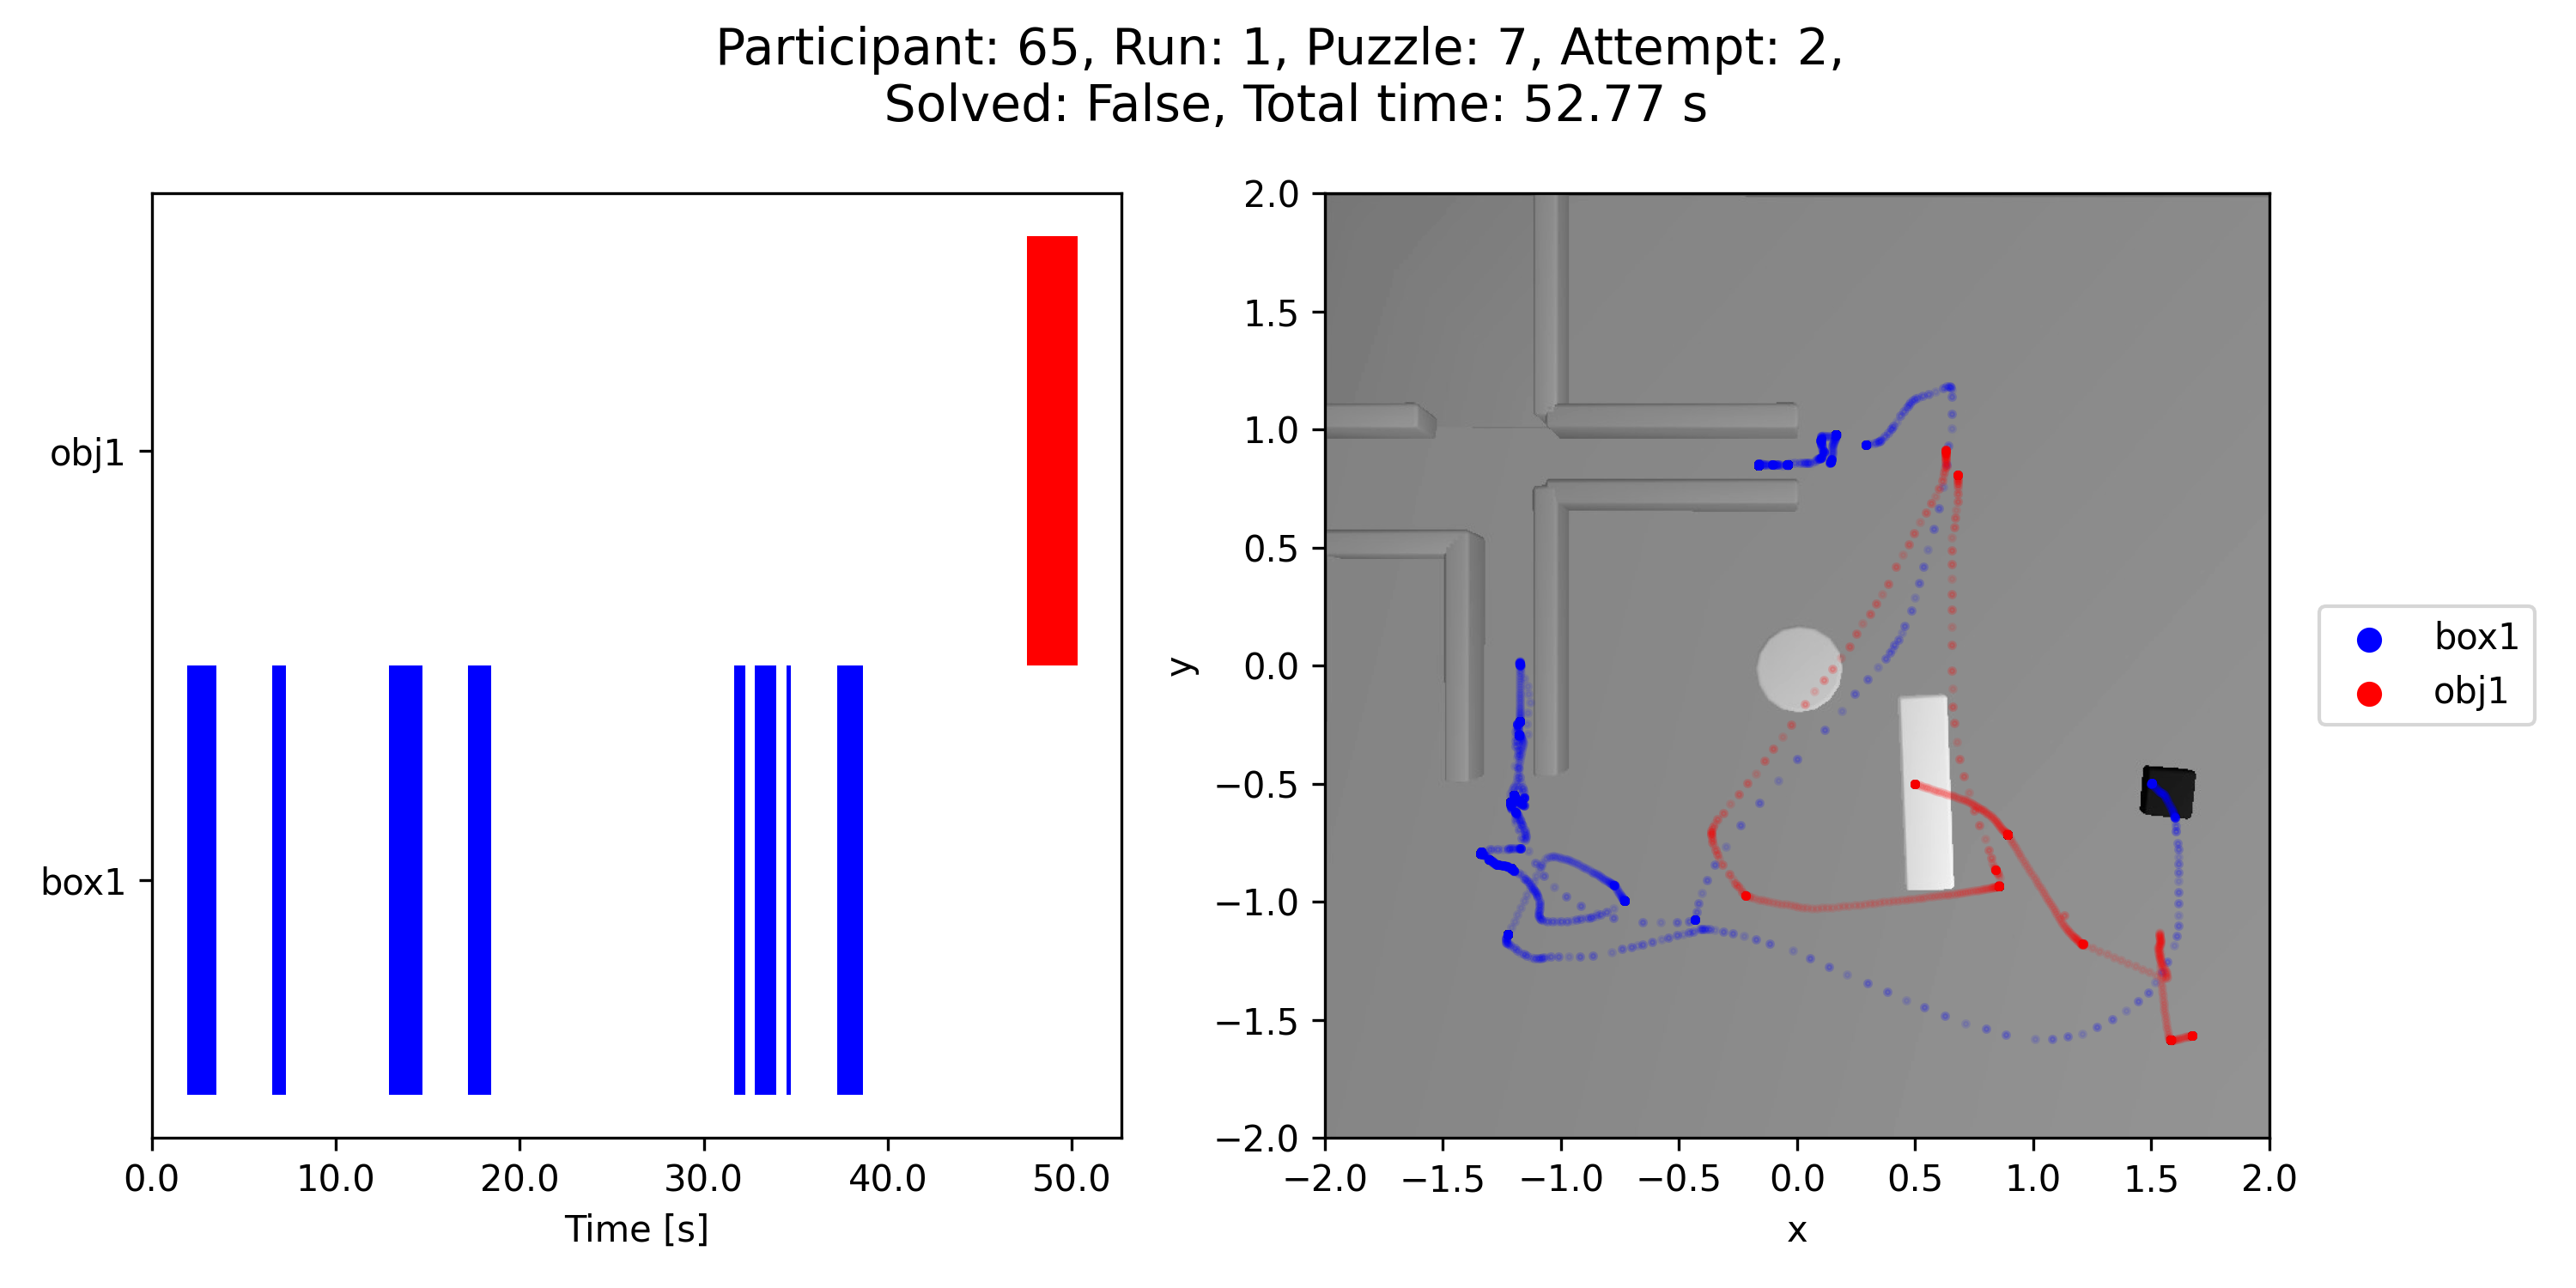 Participant: 65, Run: 1, Puzzle: 7, Attempt: 2,
Solved: False, Total time: 52.77 s
obj1
box1
0.0 10.0 20.0 30.0 40.0 50.0
Time [s]
2.0
1.5
1.0
0.5
0.0
−0.5
−1.0
−1.5
−2.0
y
−2.0 −1.5 −1.0 −0.5 0.0 0.5 1.0 1.5 2.0
x
box1
obj1